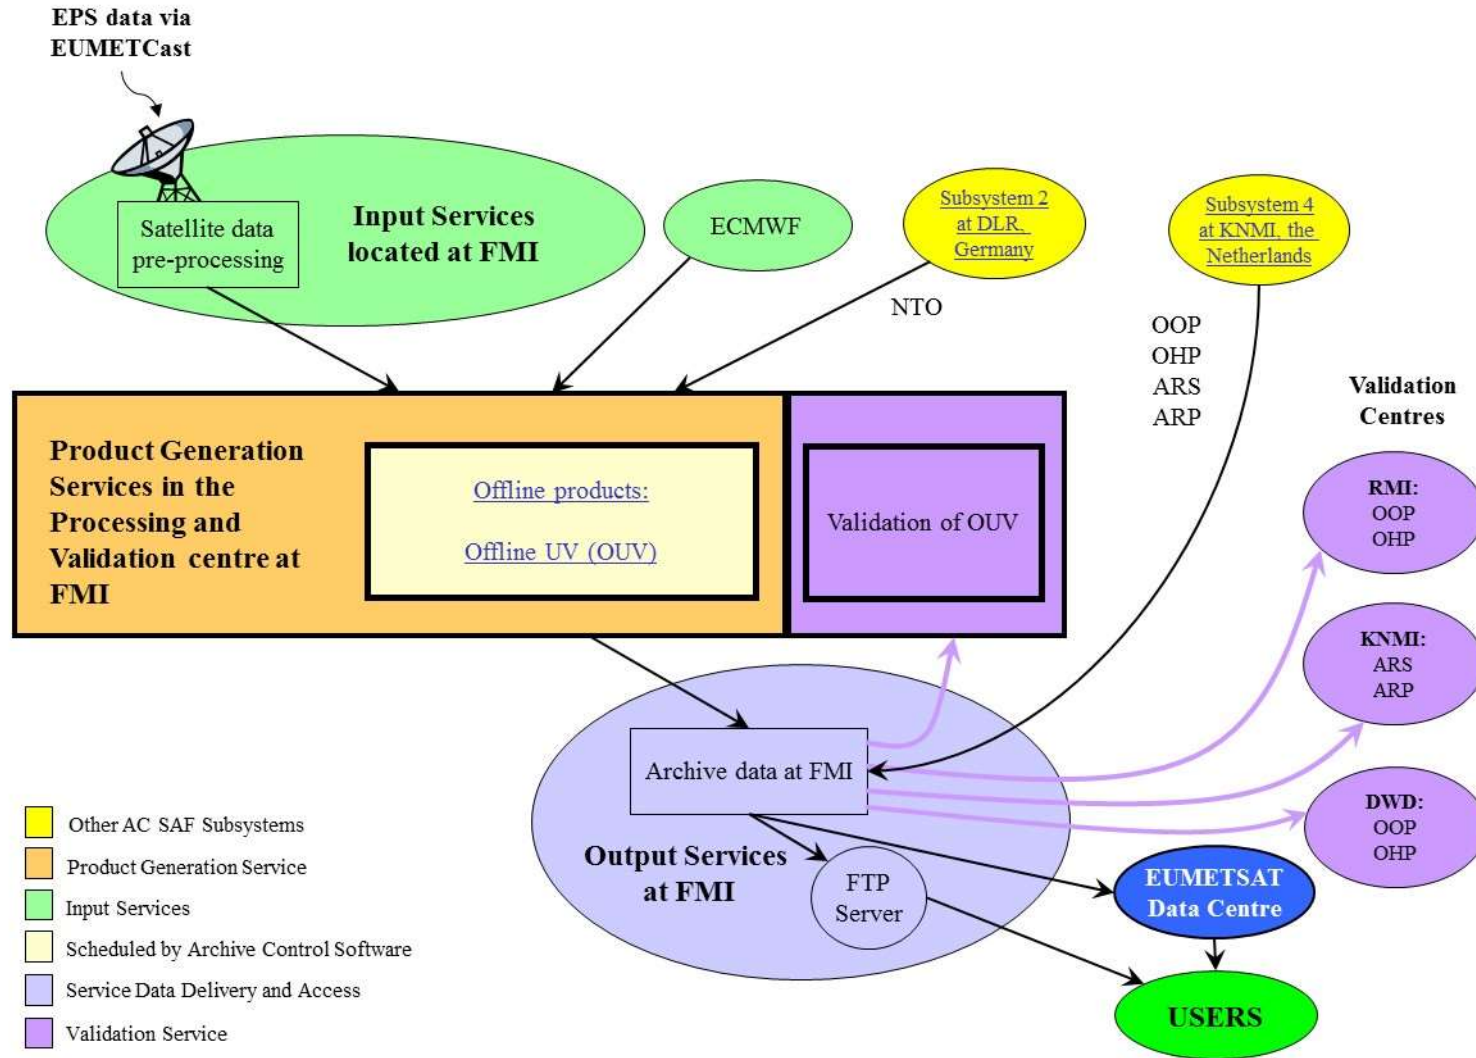 EPS data via
EUMETCast
Satellite data
pre-processing
Input Services
located at FMI
ECMWF
Subsystem 2
at DLR,
Germany
Subsystem 4
at KNMI, the
Netherlands
NTO
OOP
OHP
ARS
ARP
Validation
Centres
Product Generation
Services in the
Processing and
Validation centre at
FMI
Offline products:
Offline UV (OUV)
Validation of OUV
RMI:
OOP
OHP
KNMI:
ARS
ARP
DWD:
OOP
OHP
Archive data at FMI
Output Services
at FMI
FTP
Server
EUMETSAT
Data Centre
USERS
Other AC SAF Subsystems
Product Generation Service
Input Services
Scheduled by Archive Control Software
Service Data Delivery and Access
Validation Service